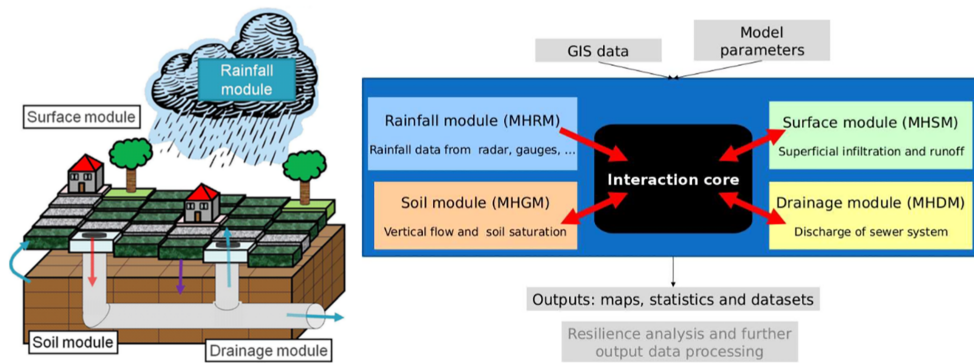 Rainfall
module
Surface module
Soil module
Drainage module
GIS data
Model
parameters
Rainfall module (MHRM)
Rainfall data from radar, gauges, ...
Surface module (MHSM)
Superficial infiltration and runoff
Interaction core
Soil module (MHGM)
Vertical flow and soil saturation
Drainage module (MHDM)
Discharge of sewer system
Outputs: maps, statistics and datasets
Resilience analysis and further
output data processing